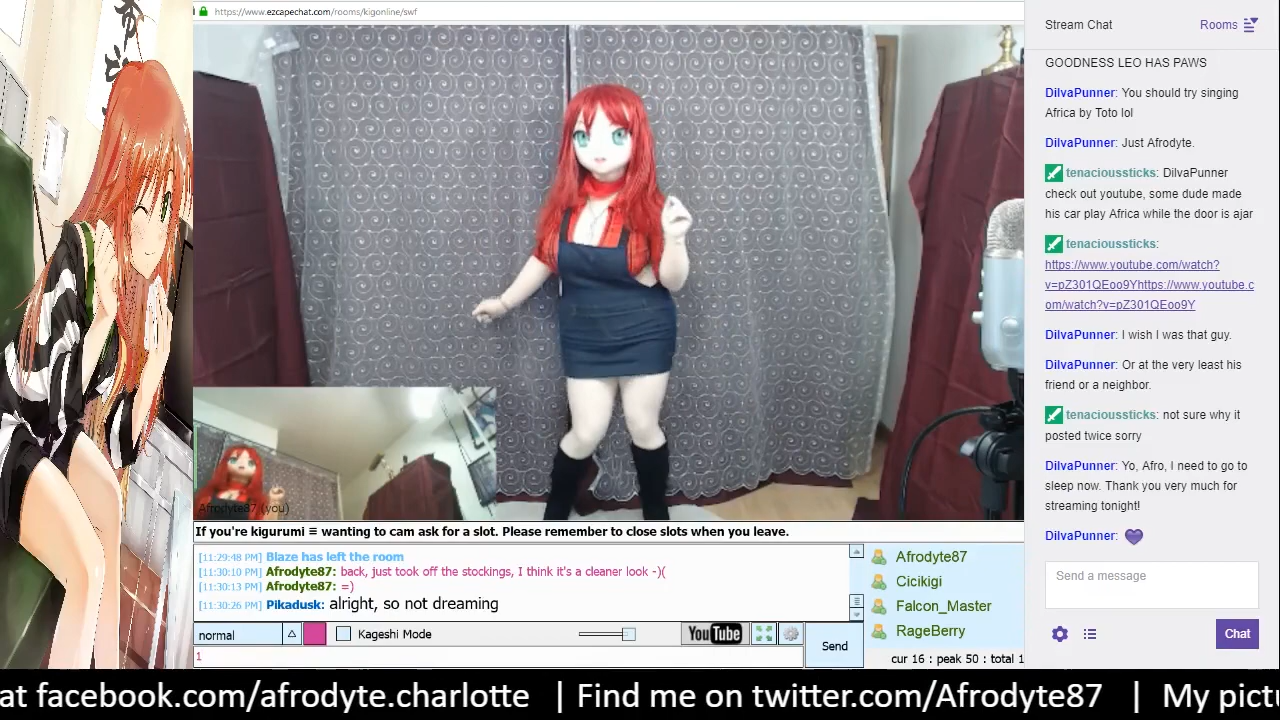 https://www.ezcapechat.com/rooms/kigonline/swf
Afrodyte87 (you)
If you're kigurumi ≡ wanting to cam ask for a slot. Please remember to close slots when you leave.
[11:29:48 PM] Blaze has left the room
[11:30:10 PM] Afrodyte87: back, just took off the stockings, I think it's a cleaner look -)(
[11:30:13 PM] Afrodyte87: =)
[11:30:26 PM] Pikadusk: alright, so not dreaming
Afrodyte87
Cicikigi
Falcon_Master
RageBerry
normal
Kageshi Mode
YouTube
Send
1
cur 16 : peak 50 : total 1
Stream Chat
Rooms
GOODNESS LEO HAS PAWS
DilvaPunner: You should try singing
Africa by Toto lol
DilvaPunner: Just Afrodyte.
tenaciousssticks: DilvaPunner
check out youtube, some dude made
his car play Africa while the door is ajar
tenaciousssticks:
https://www.youtube.com/watch?
v=pZ301QEoo9Yhttps://www.youtube.c
om/watch?v=pZ301QEoo9Y
DilvaPunner: I wish I was that guy.
DilvaPunner: Or at the very least his
friend or a neighbor.
tenaciousssticks: not sure why it
posted twice sorry
DilvaPunner: Yo, Afro, I need to go to
sleep now. Thank you very much for
streaming tonight!
DilvaPunner:
Send a message
Chat
at facebook.com/afrodyte.charlotte | Find me on twitter.com/Afrodyte87 | My pictu